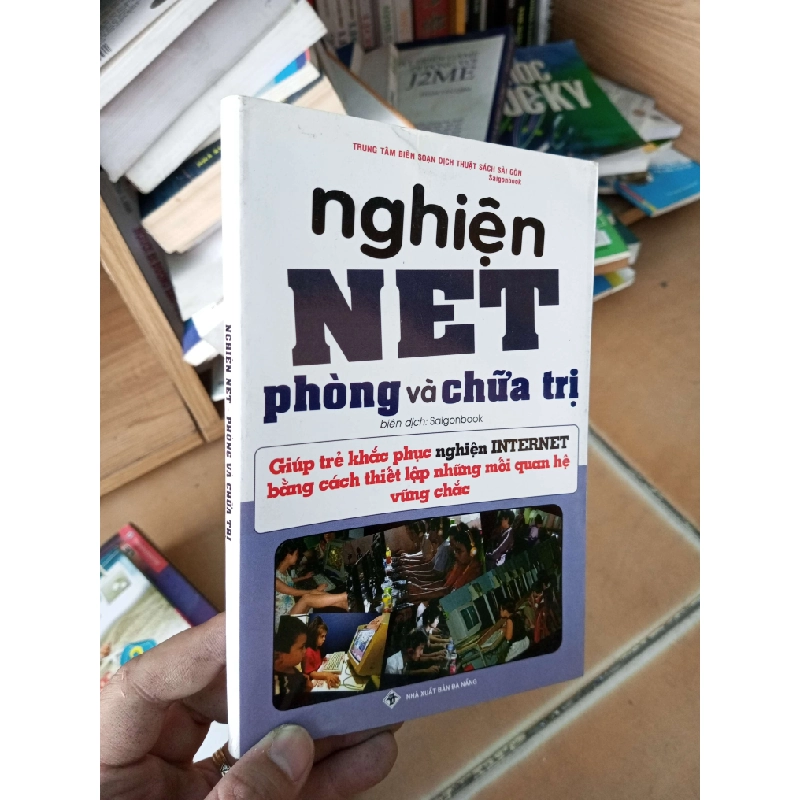 TRUNG TÂM BIÊN SOẠN DỊCH THUẬT SÁCH SÀI GÒN
Saigonbook
nghiện
NET
phòng và chữa trị
biên dịch: Saigonbook
Giúp trẻ khắc phục nghiện INTERNET
bằng cách thiết lập những mối quan hệ
vững chắc
NHÀ XUẤT BẢN ĐÀ NẴNG
NGHIỆN NET PHÒNG VÀ CHỮA TRỊ
J2ME